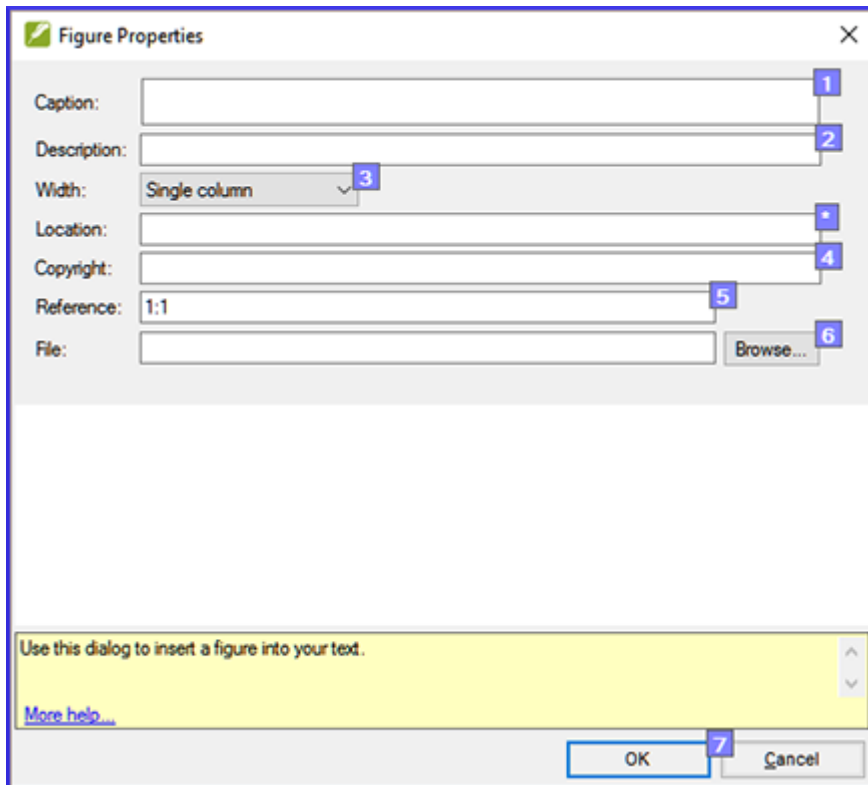 Figure Properties
Caption: 1
Description: 2
Width: Single column 3
Location: *
Copyright: 4
Reference: 1:1 5
File: Browse... 6
Use this dialog to insert a figure into your text.
More help...
OK 7 Cancel